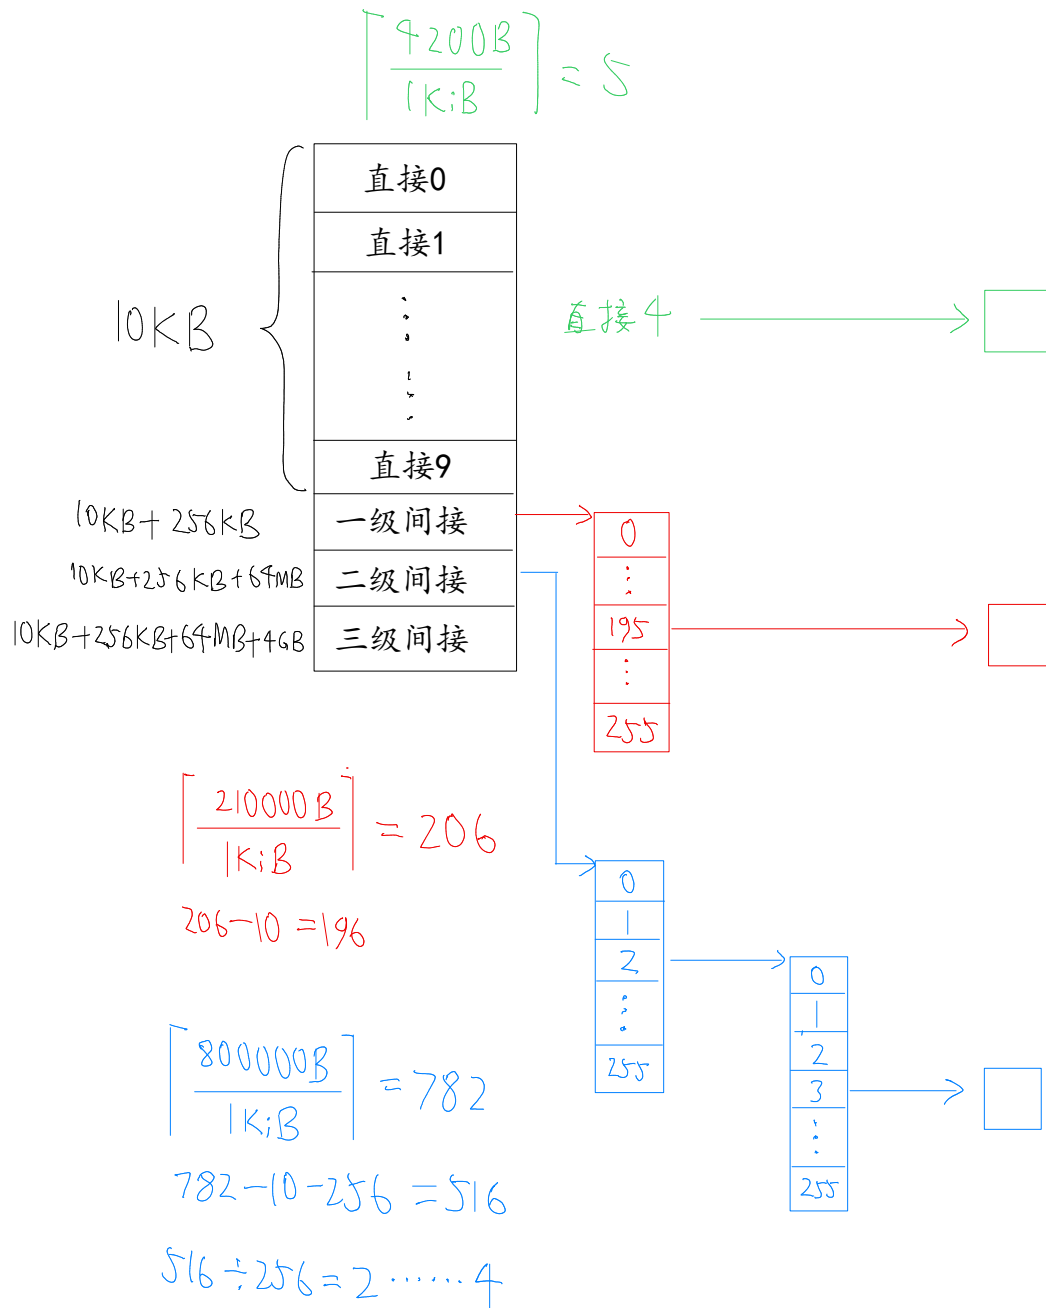 ⌈4200B/1KiB⌉ = 5
直接0
直接1
10KB
直接4
直接9
10KB+256KB
一级间接
0
10KB+256KB+64MB
二级间接
10KB+256KB+64MB+4GB
三级间接
195
255
⌈210000B/1KiB⌉ = 206
206-10=196
0
1
2
255
0
1
2
3
255
⌈800000B/1KiB⌉ = 782
782-10-256=516
516÷256=2……4